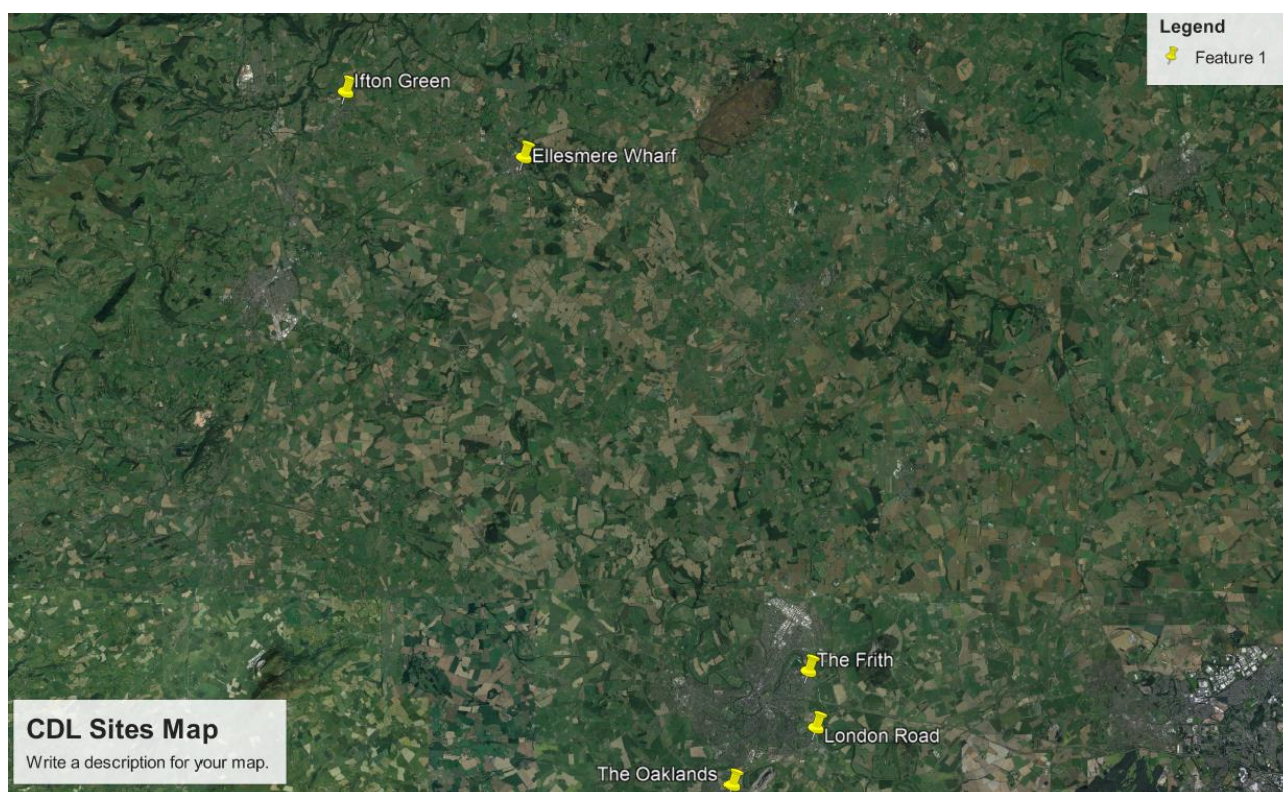 Legend
Feature 1
Ifton Green
Ellesmere Wharf
The Frith
London Road
The Oaklands
CDL Sites Map
Write a description for your map.